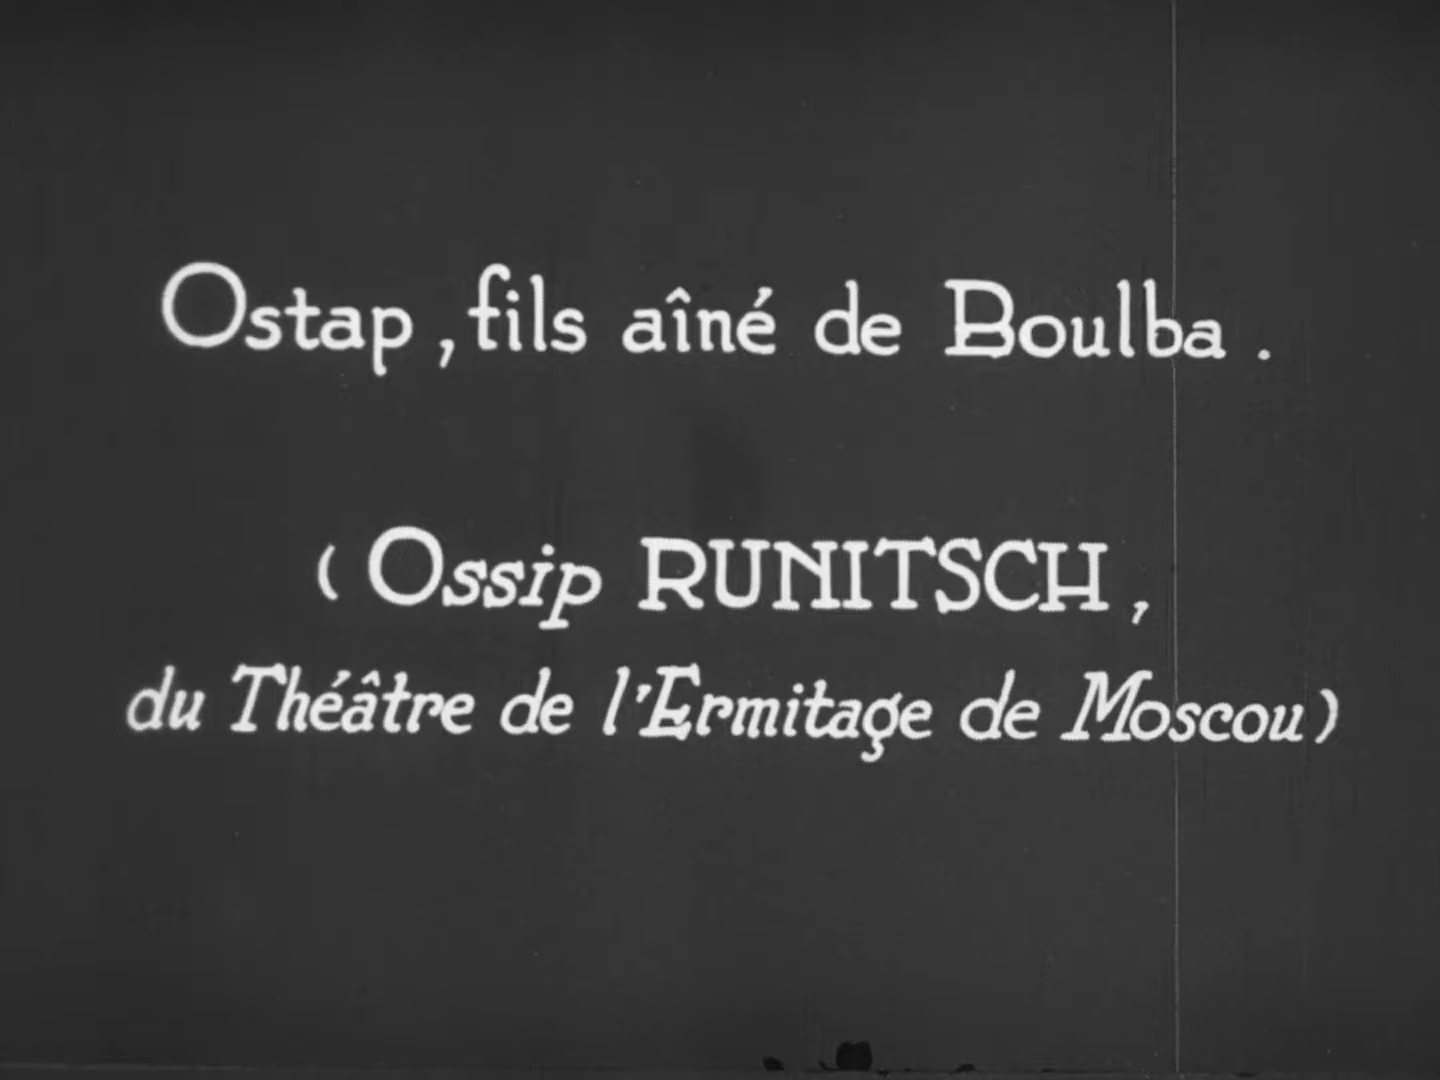 Ostap, fils aîné de Boulba.
(Ossip RUNITSCH,
du Théâtre de l'Ermitage de Moscou)